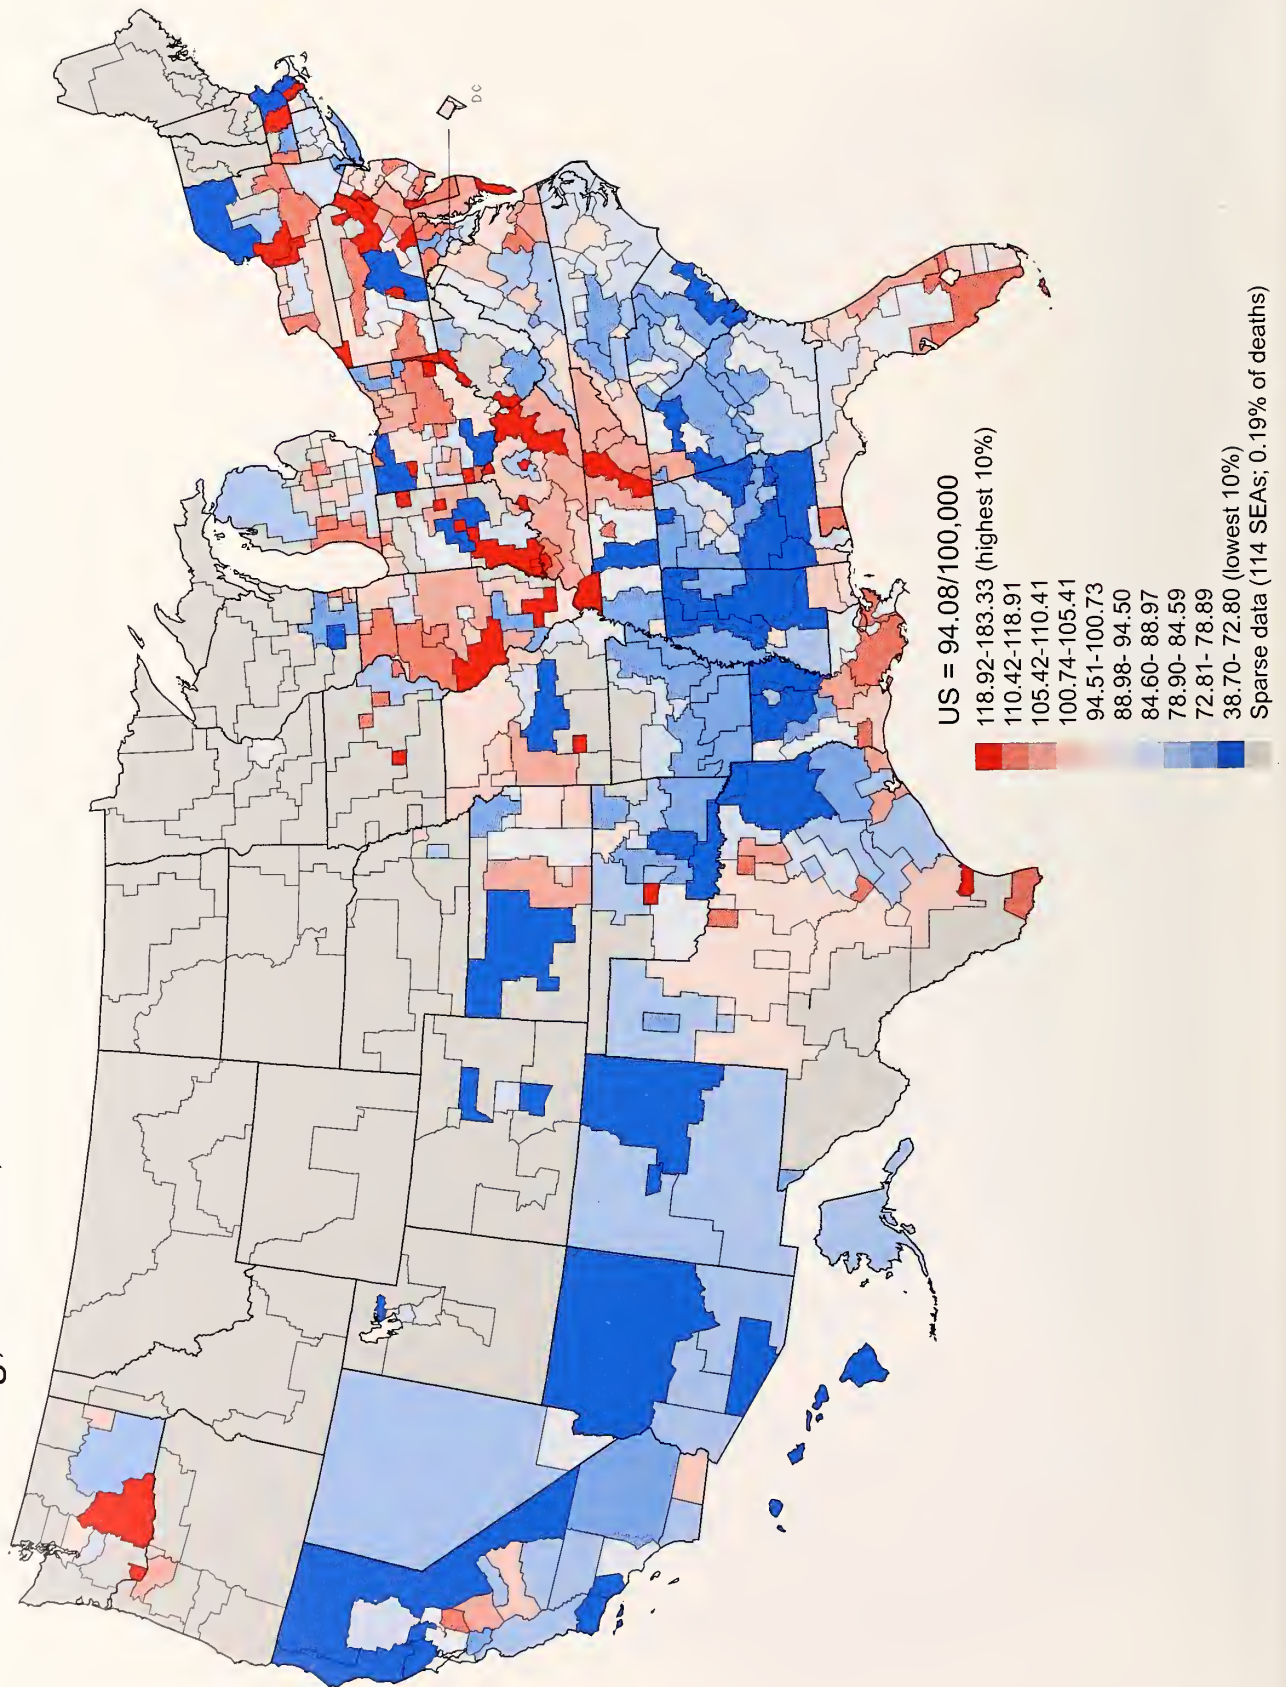 DC
US = 94.08/100,000
118.92-183.33 (highest 10%)
110.42-118.91
105.42-110.41
100.74-105.41
94.51-100.73
88.98- 94.50
84.60- 88.97
78.90- 84.59
72.81- 78.89
38.70- 72.80 (lowest 10%)
Sparse data (114 SEAs; 0.19% of deaths)